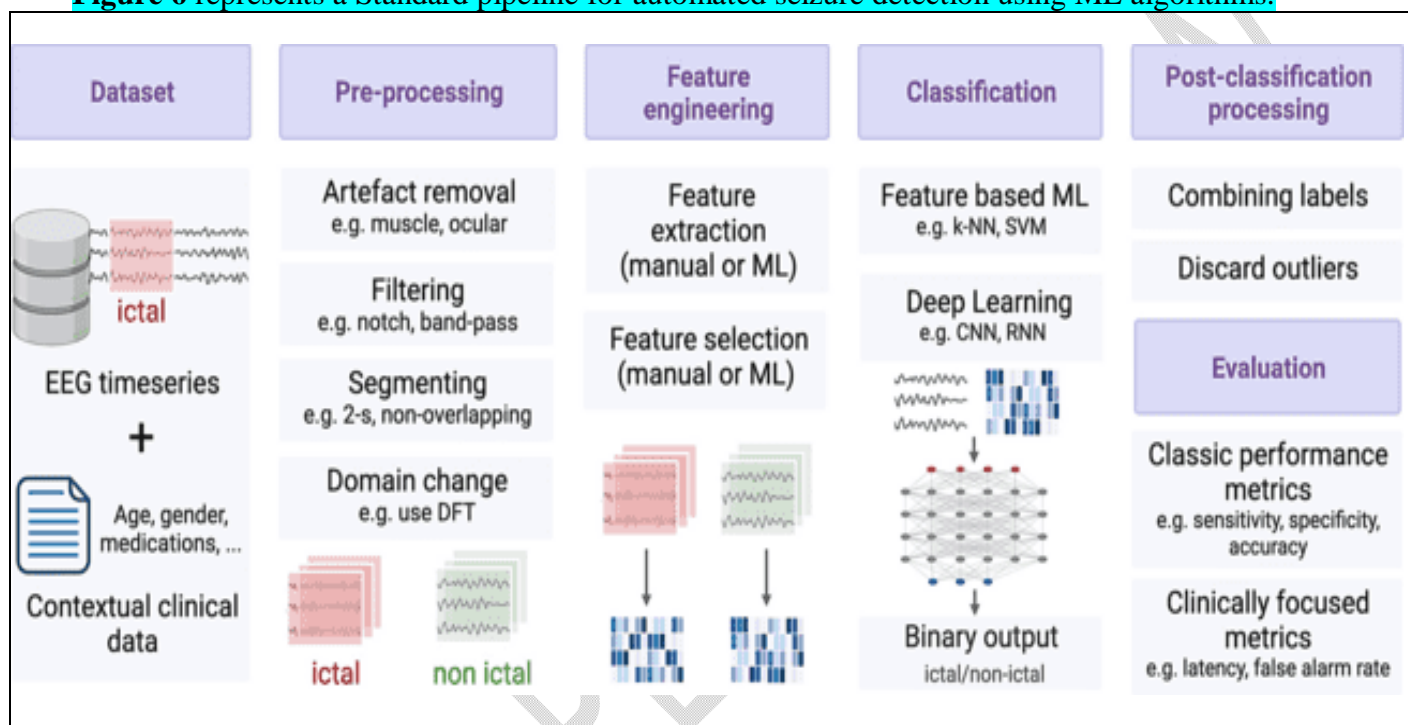 Figure 6 represents a Standard pipeline for automated seizure detection using ML algorithms.
Dataset
ictal
EEG timeseries
+
Age, gender,
medications, ...
Contextual clinical
data
Pre-processing
Artefact removal
e.g. muscle, ocular
Filtering
e.g. notch, band-pass
Segmenting
e.g. 2-s, non-overlapping
Domain change
e.g. use DFT
ictal
non ictal
Feature
engineering
Feature
extraction
(manual or ML)
Feature selection
(manual or ML)
Classification
Feature based ML
e.g. k-NN, SVM
Deep Learning
e.g. CNN, RNN
Binary output
ictal/non-ictal
Post-classification
processing
Combining labels
Discard outliers
Evaluation
Classic performance
metrics
e.g. sensitivity, specificity,
accuracy
Clinically focused
metrics
e.g. latency, false alarm rate